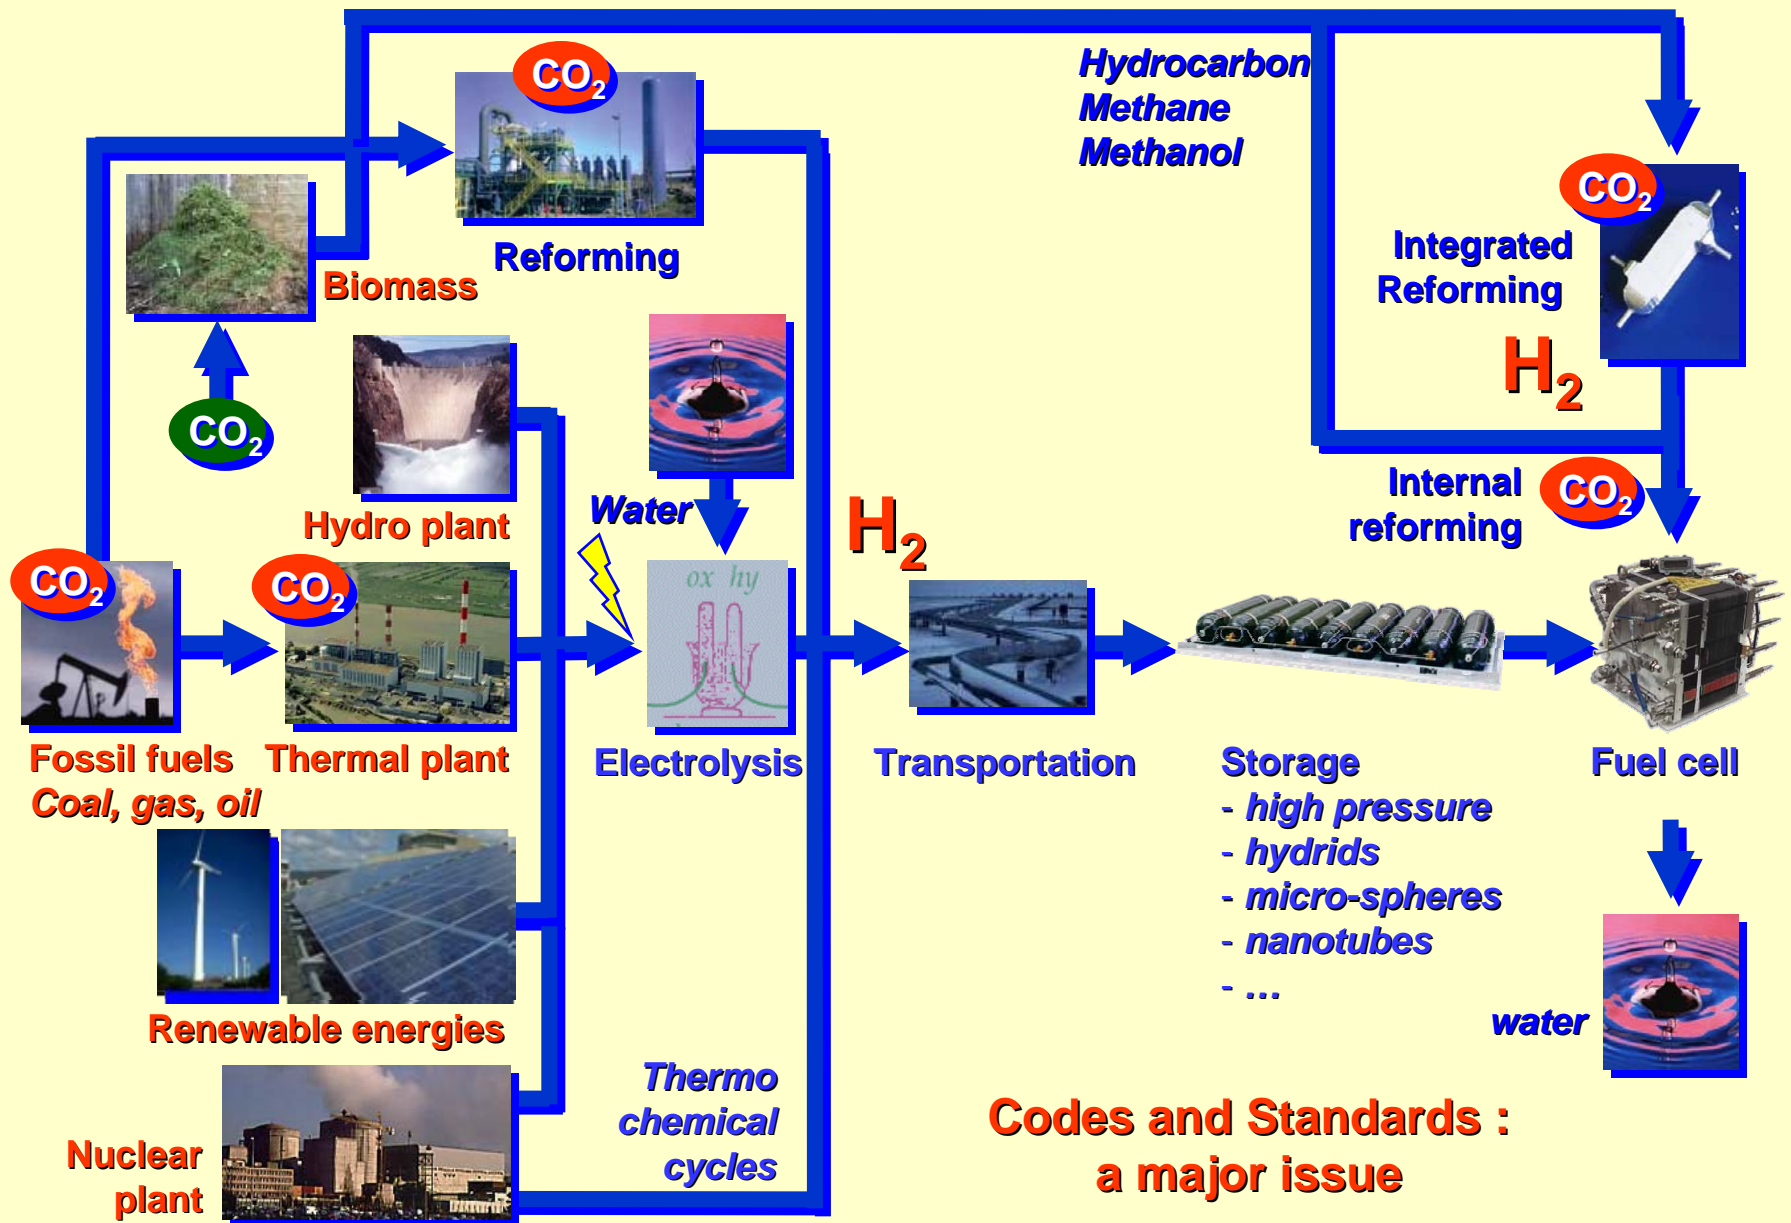 CO2
Hydrocarbon
Methane
Methanol
CO2
Reforming
Biomass
Integrated
Reforming
H2
CO2
Water
Hydro plant
H2
Internal
reforming
CO2
CO2
CO2
ox hy
Fossil fuels
Coal, gas, oil
Thermal plant
Electrolysis
Transportation
Storage
- high pressure
- hydrids
- micro-spheres
- nanotubes
- …
Fuel cell
water
Renewable energies
Thermo
chemical
cycles
Nuclear
plant
Codes and Standards :
a major issue